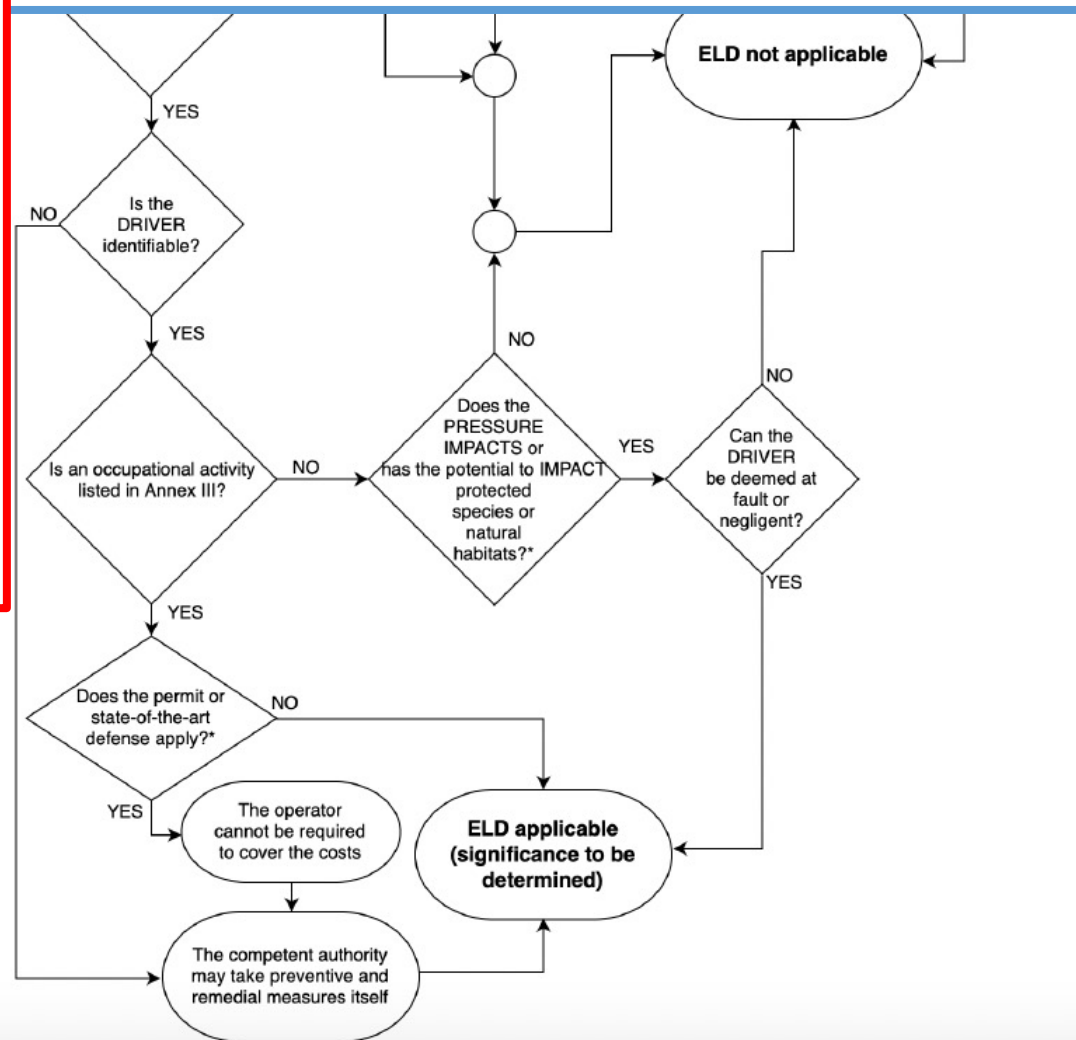 ELD not applicable
YES
Is the
DRIVER
identifiable?
NO
YES
NO
Does the
PRESSURE
IMPACTS or
has the potential to IMPACT
protected
species or
natural
habitats?*
YES
NO
Can the
DRIVER
be deemed at
fault or
negligent?
Is an occupational activity
listed in Annex III?
NO
YES
YES
Does the permit or
state-of-the-art
defense apply?*
NO
YES
The operator
cannot be required
to cover the costs
ELD applicable
(significance to be
determined)
The competent authority
may take preventive and
remedial measures itself